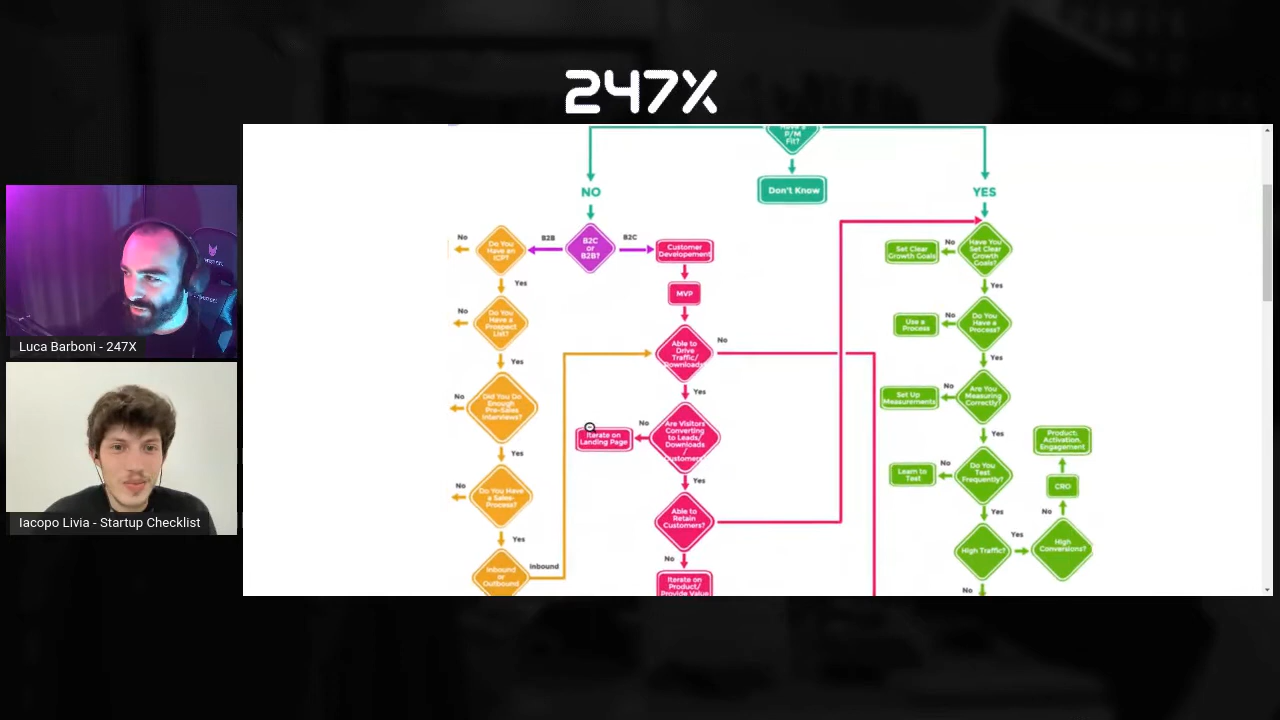 247X
Have a
P/M
Fit?
Don't Know
NO
YES
B2C
or
B2B?
B2B
B2C
Do You
Have an
ICP?
No
Yes
Do You
Have a
Prospect
List?
No
Yes
Did You Do
Enough
Pre-Sales
Interviews?
No
Yes
Do You Have
a Sales-
Process?
No
Yes
Inbound
or
Outbound
Inbound
Customer
Developement
MVP
Able to
Drive
Traffic/
Downloads
No
Yes
Are Visitors
Converting
to Leads/
Downloads
/
Customers
No
Iterate on
Landing Page
Yes
Able to
Retain
Customers?
No
Iterate on
Product/
Provide Value
Have You
Set Clear
Growth
Goals?
No
Set Clear
Growth Goals
Yes
Do You
Have a
Process?
No
Use a
Process
Yes
Are You
Measuring
Correctly?
No
Set Up
Measurements
Yes
Do You
Test
Frequently?
No
Learn to
Test
Yes
High Traffic?
Yes
No
High
Conversions?
No
CRO
Product,
Activation,
Engagement
Luca Barboni - 247X
Iacopo Livia - Startup Checklist